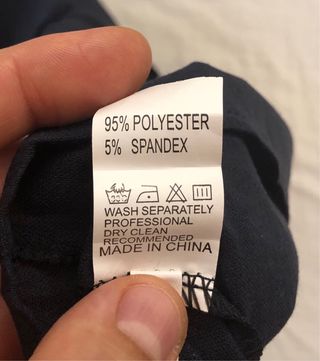 95% POLYESTER
5% SPANDEX
WASH SEPARATELY
PROFESSIONAL
DRY CLEAN
RECOMMENDED
MADE IN CHINA